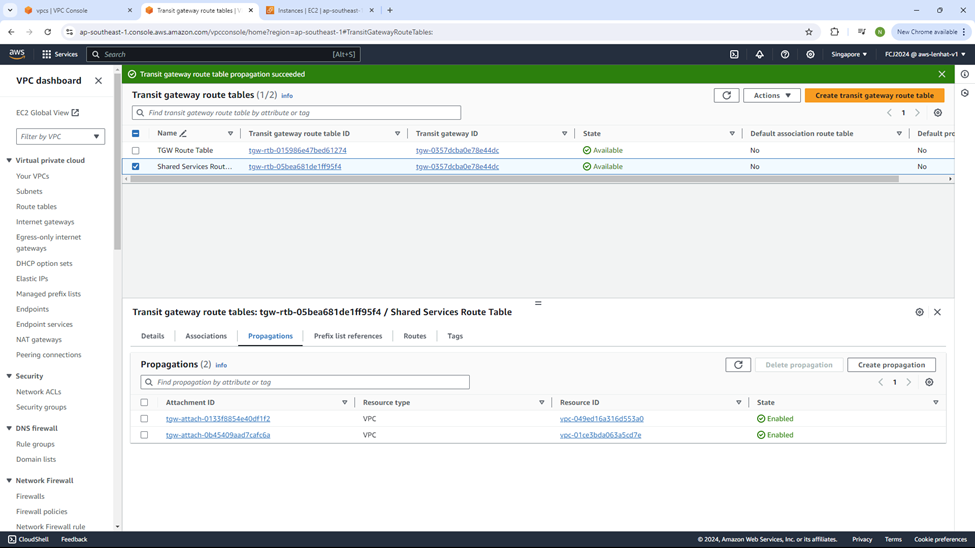 vpcs | VPC Console
Transit gateway route tables | V
Instances | EC2 | ap-southeast-
ap-southeast-1.console.aws.amazon.com/vpcconsole/home?region=ap-southeast-1#TransitGatewayRouteTables:
N
New Chrome available
aws
Services
Search
[Alt+S]
Singapore
FCJ2024 @ aws-lenhat-v1
VPC dashboard
EC2 Global View
Filter by VPC
Virtual private cloud
Your VPCs
Subnets
Route tables
Internet gateways
Egress-only internet
gateways
DHCP option sets
Elastic IPs
Managed prefix lists
Endpoints
Endpoint services
NAT gateways
Peering connections
Security
Network ACLs
Security groups
DNS firewall
Rule groups
Domain lists
Network Firewall
Firewalls
Firewall policies
Network Firewall rule
Transit gateway route table propagation succeeded
Transit gateway route tables (1/2) Info
Actions
Create transit gateway route table
Find transit gateway route table by attribute or tag
1
Name Transit gateway route table ID Transit gateway ID State Default association route table Default pro
TGW Route Table tgw-rtb-015986e47bed61274 tgw-0357dcba0e78e44dc Available No No
Shared Services Rout... tgw-rtb-05bea681de1ff95f4 tgw-0357dcba0e78e44dc Available No No
Transit gateway route tables: tgw-rtb-05bea681de1ff95f4 / Shared Services Route Table
Details Associations Propagations Prefix list references Routes Tags
Propagations (2) Info
Delete propagation
Create propagation
Find propagation by attribute or tag
1
Attachment ID Resource type Resource ID State
tgw-attach-0133f8854e40df1f2 VPC vpc-049ed16a316d553a0 Enabled
tgw-attach-0b45409aad7cafc6a VPC vpc-01ce3bda063a5cd7e Enabled
CloudShell
Feedback
© 2024, Amazon Web Services, Inc. or its affiliates.
Privacy
Terms
Cookie preferences